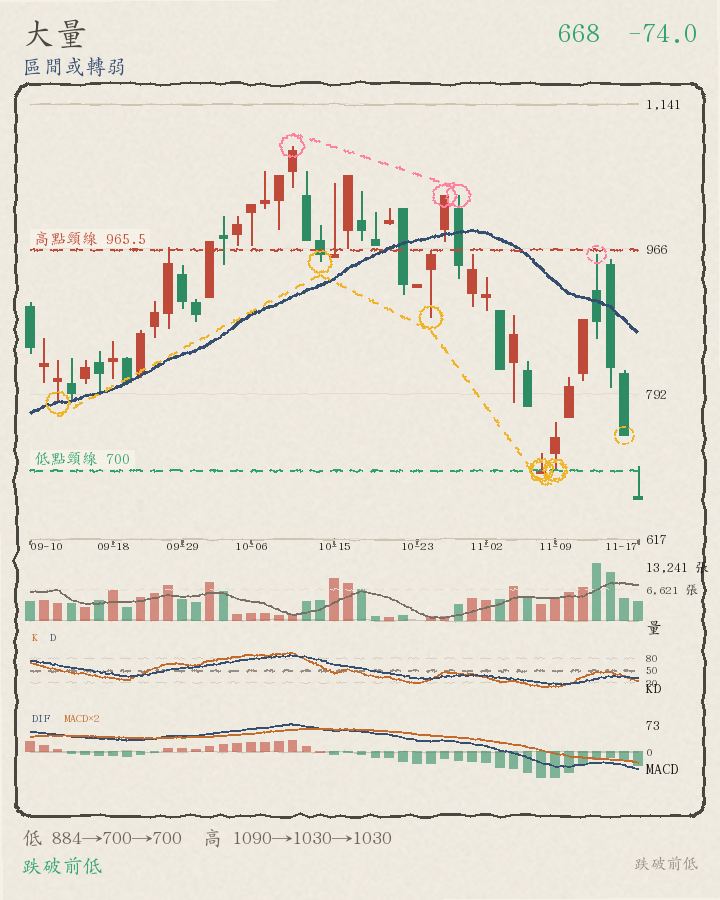 大量
668 -74.0
區間或轉弱
1,141
高點頸線 965.5
966
792
低點頸線 700
617
09-10 09-18 09-29 10-06 10-15 10-23 11-02 11-09 11-17
13,241 張
6,621 張
量
K D
80
50
20
KD
DIF MACD×2
73
0
MACD
低 884→700→700 高 1090→1030→1030
跌破前低
跌破前低